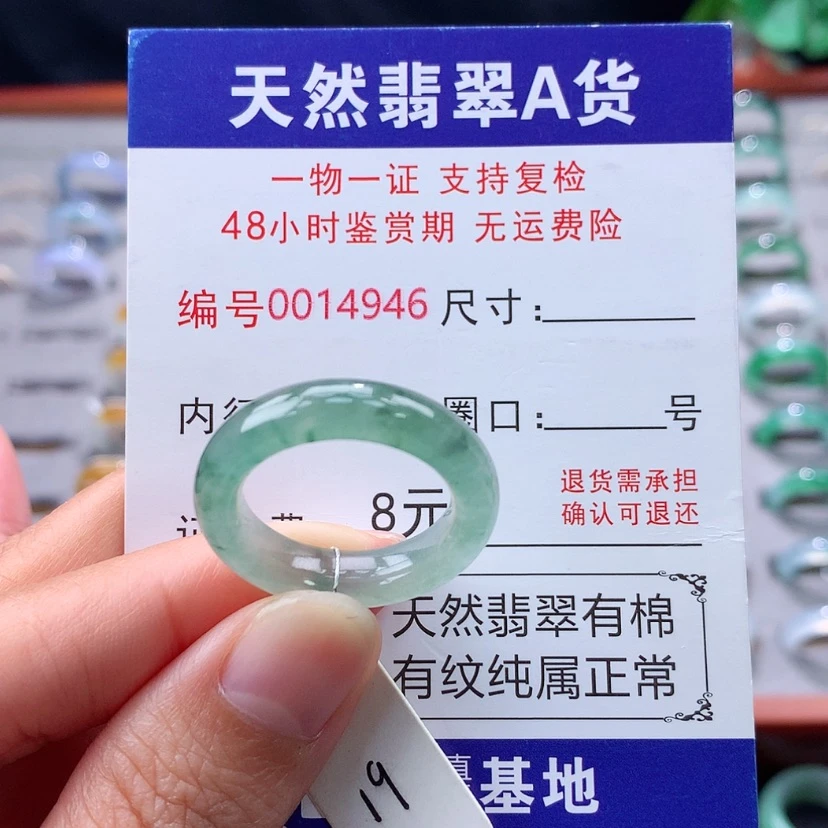 天然翡翠A货
一物一证 支持复检
48小时鉴赏期 无运费险
编号0014946 尺寸:
内 圈口: 号
8元
退货需承担
确认可退还
天然翡翠有棉
有纹纯属正常
基地
19